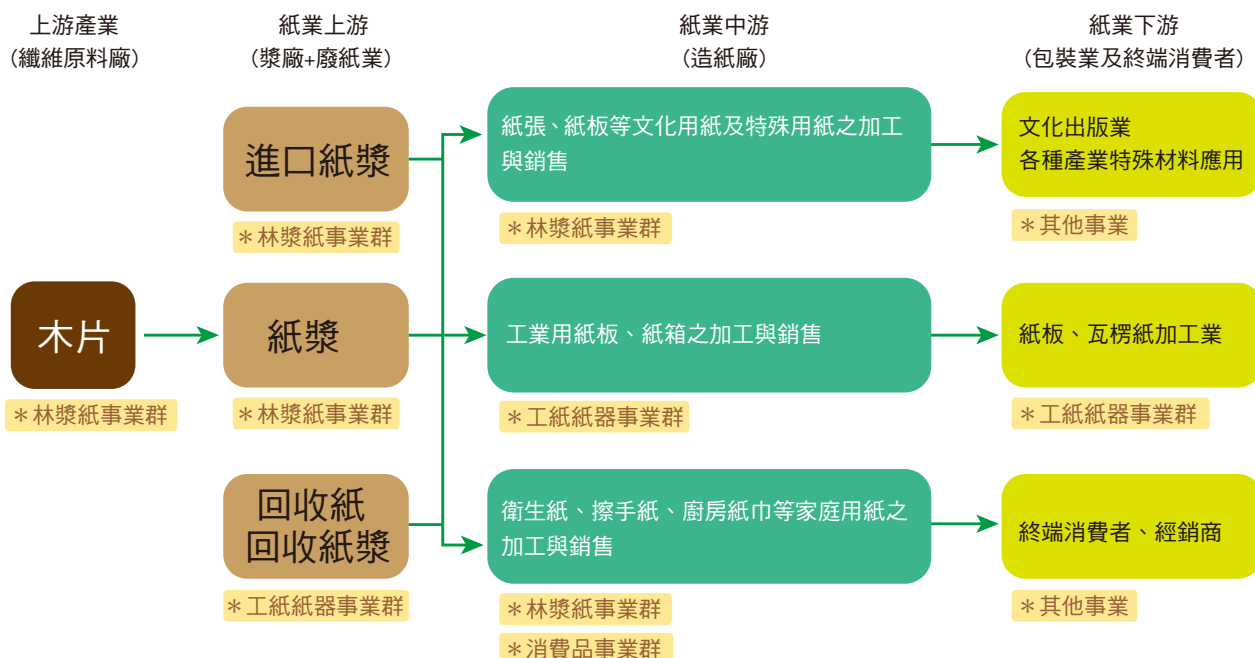 上游產業
(纖維原料廠)
紙業上游
(漿廠+廢紙業)
紙業中游
(造紙廠)
紙業下游
(包裝業及終端消費者)
進口紙漿
＊林漿紙事業群
紙張、紙板等文化用紙及特殊用紙之加工
與銷售
＊林漿紙事業群
文化出版業
各種產業特殊材料應用
＊其他事業
木片
＊林漿紙事業群
紙漿
＊林漿紙事業群
工業用紙板、紙箱之加工與銷售
＊工紙紙器事業群
紙板、瓦楞紙加工業
＊工紙紙器事業群
回收紙
回收紙漿
＊工紙紙器事業群
衛生紙、擦手紙、廚房紙巾等家庭用紙之
加工與銷售
＊林漿紙事業群
＊消費品事業群
終端消費者、經銷商
＊其他事業